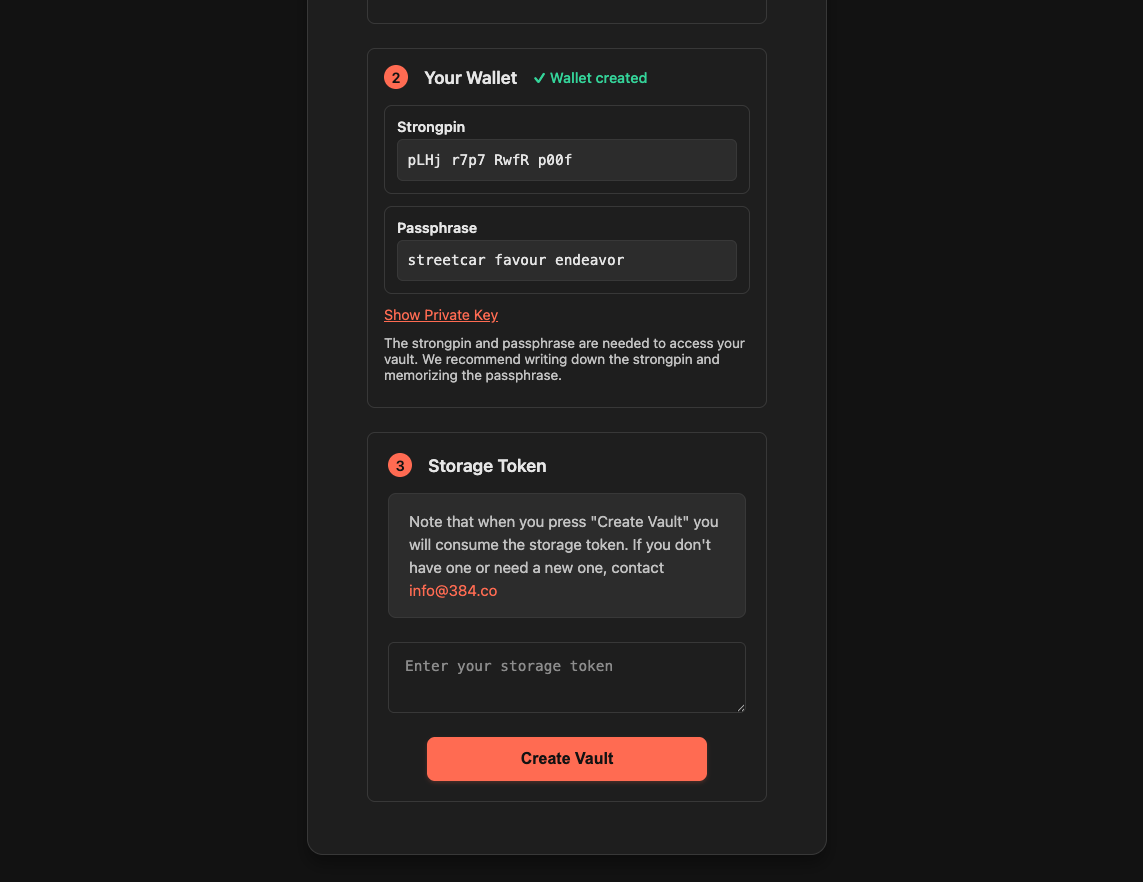 2 Your Wallet ✓ Wallet created
Strongpin
pLHj r7p7 RwfR p00f
Passphrase
streetcar favour endeavor
Show Private Key
The strongpin and passphrase are needed to access your
vault. We recommend writing down the strongpin and
memorizing the passphrase.
3 Storage Token
Note that when you press "Create Vault" you
will consume the storage token. If you don't
have one or need a new one, contact
info@384.co
Enter your storage token
Create Vault